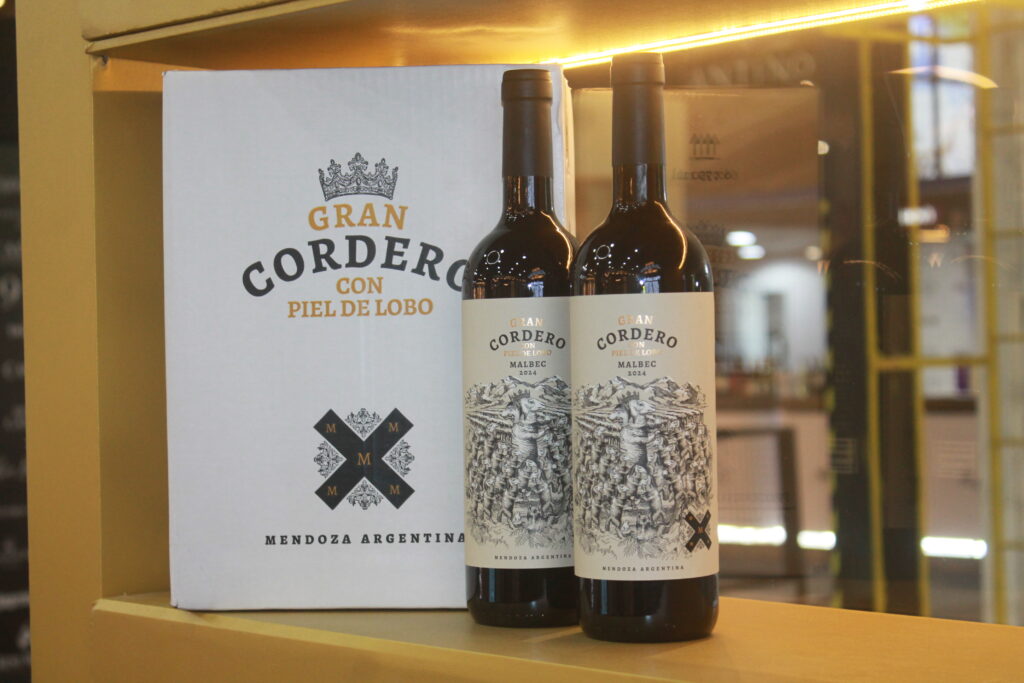 GRAN
CORDERO
CON
PIEL DE LOBO
M M
M
M M
MENDOZA ARGENTINA
GRAN
CORDERO
CON
PIEL DE LOBO
MALBEC
2024
MENDOZA ARGENTINA
GRAN
CORDERO
CON
PIEL DE LOBO
MALBEC
2024
MENDOZA ARGENTINA